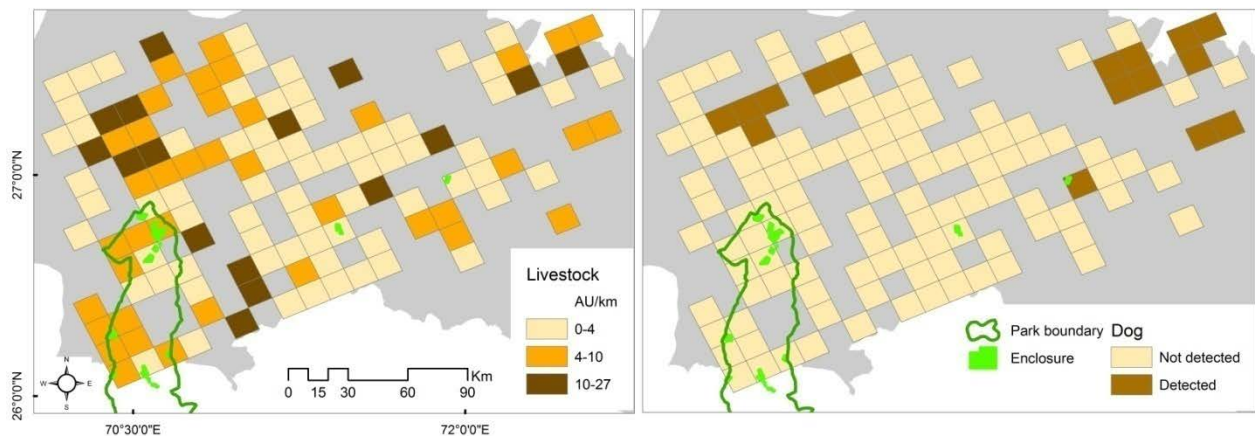 27°0'0"N
26°0'0"N
70°30'0"E
72°0'0"E
N
W
E
S
0 15 30 60 90
Km
Livestock
AU/km
0-4
4-10
10-27
Park boundary
Enclosure
Dog
Not detected
Detected